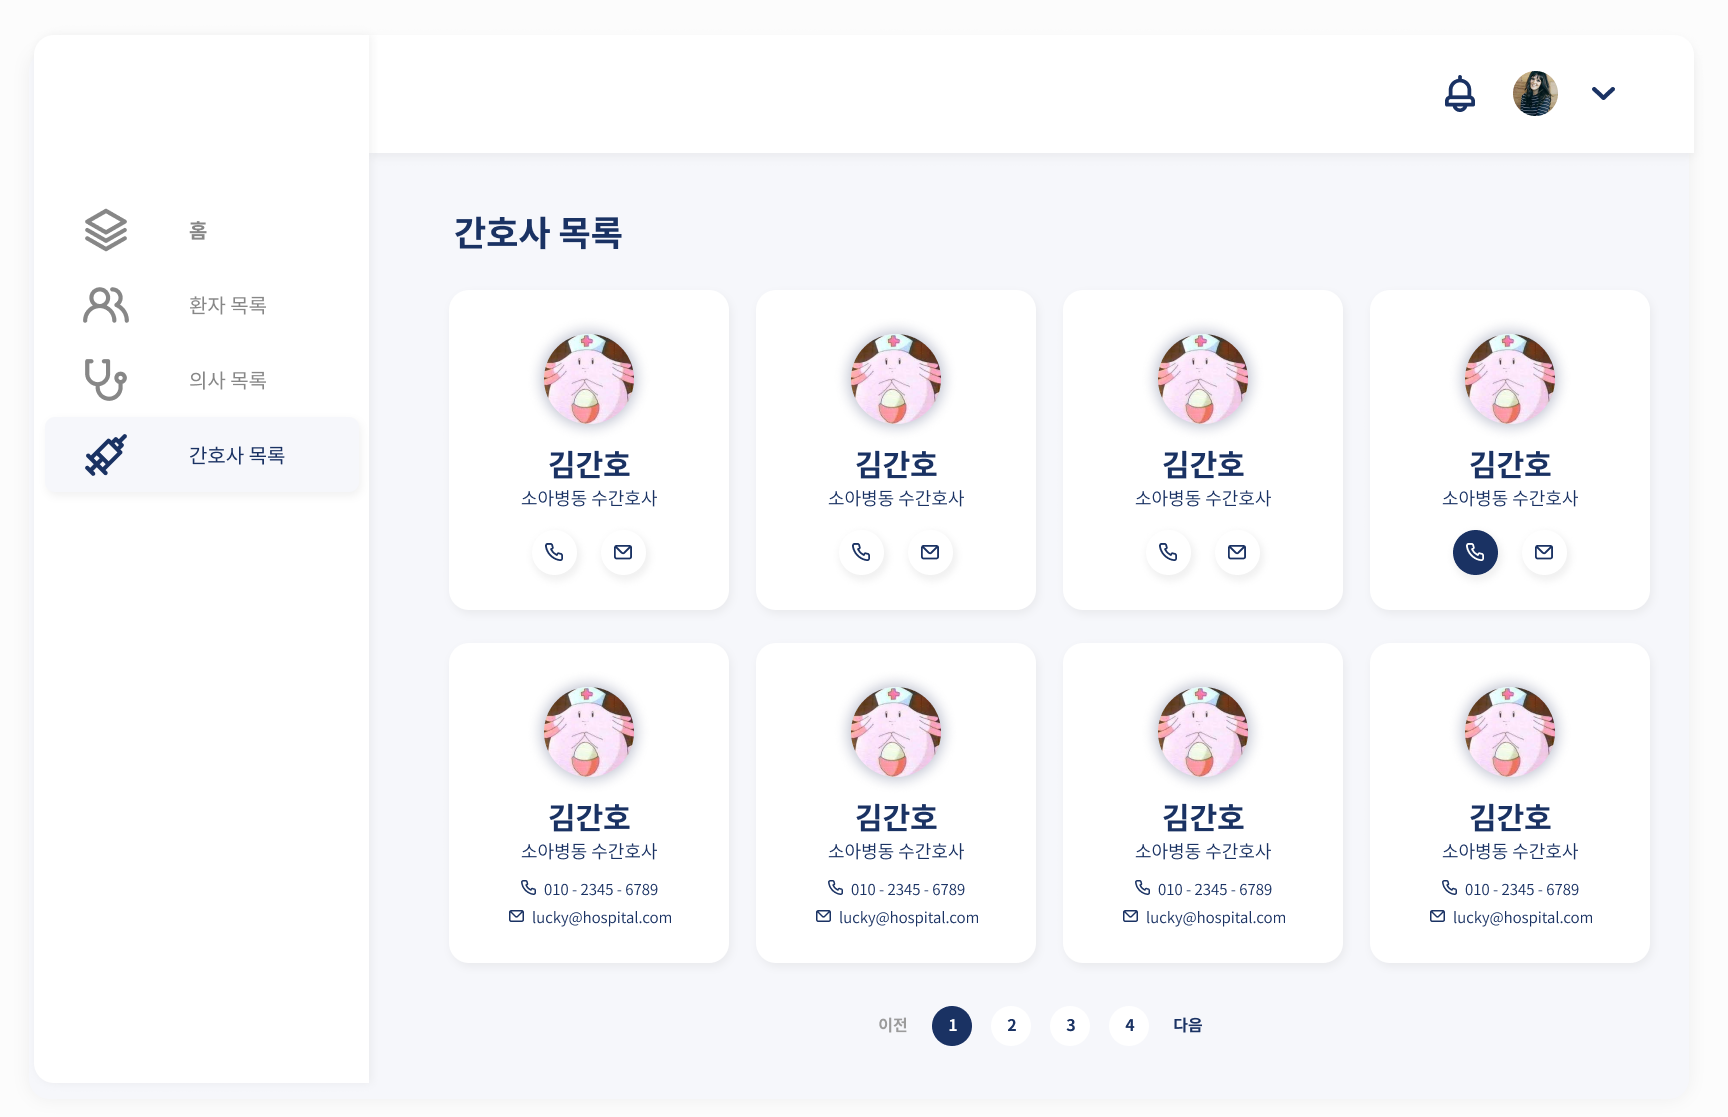 홈
환자 목록
의사 목록
간호사 목록
간호사 목록
김간호
소아병동 수간호사
김간호
소아병동 수간호사
김간호
소아병동 수간호사
김간호
소아병동 수간호사
김간호
소아병동 수간호사
010 - 2345 - 6789
lucky@hospital.com
김간호
소아병동 수간호사
010 - 2345 - 6789
lucky@hospital.com
김간호
소아병동 수간호사
010 - 2345 - 6789
lucky@hospital.com
김간호
소아병동 수간호사
010 - 2345 - 6789
lucky@hospital.com
이전 1 2 3 4 다음